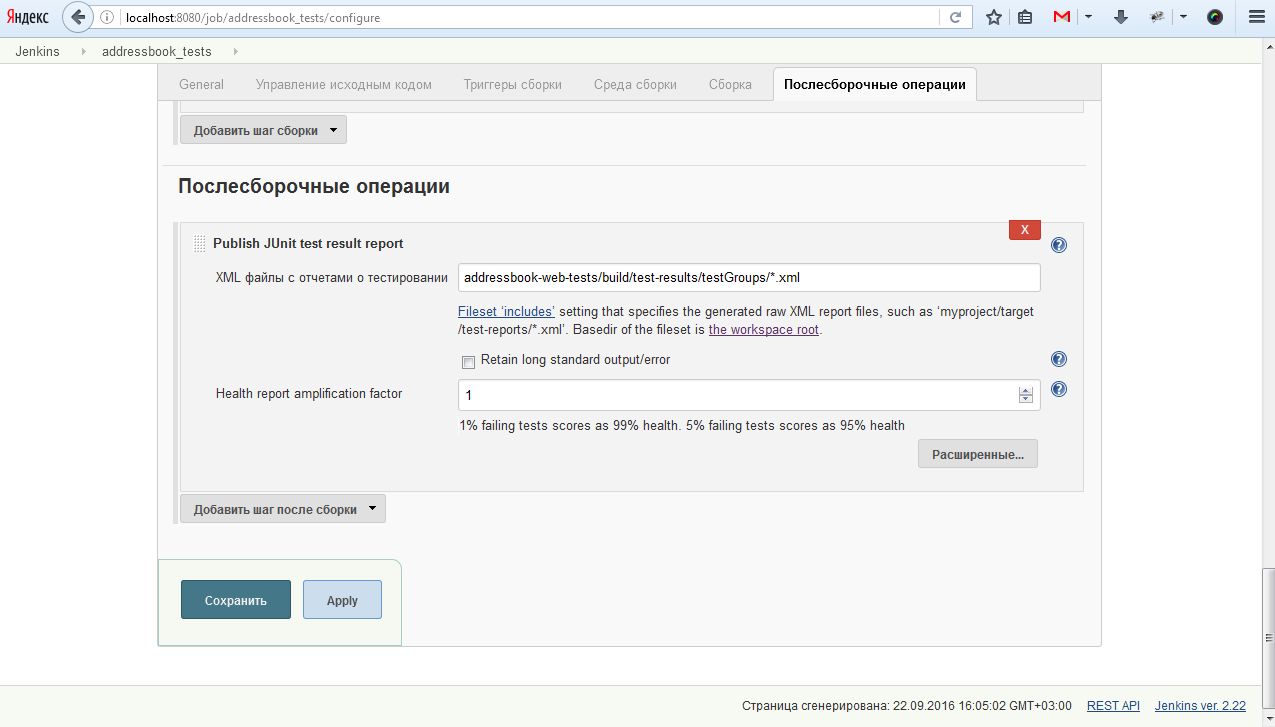 Яндекс
localhost:8080/job/addressbook_tests/configure
Jenkins addressbook_tests
General Управление исходным кодом Триггеры сборки Среда сборки Сборка Послесборочные операции
Добавить шаг сборки
Послесборочные операции
X
Publish JUnit test result report
?
XML файлы с отчетами о тестировании addressbook-web-tests/build/test-results/testGroups/*.xml
Fileset ‘includes’ setting that specifies the generated raw XML report files, such as ‘myproject/target
/test-reports/*.xml’. Basedir of the fileset is the workspace root.
Retain long standard output/error ?
Health report amplification factor 1 ?
1% failing tests scores as 99% health. 5% failing tests scores as 95% health
Расширенные...
Добавить шаг после сборки
Сохранить Apply
Страница сгенерирована: 22.09.2016 16:05:02 GMT+03:00 REST API Jenkins ver. 2.22